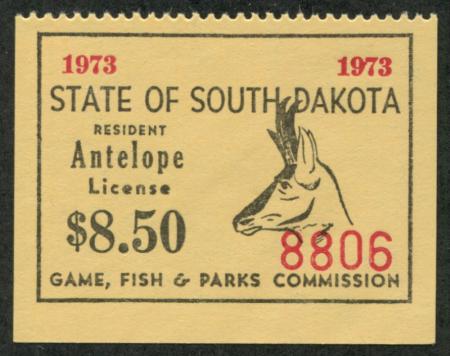 1973 1973
STATE OF SOUTH DAKOTA
RESIDENT
Antelope
License
$8.50
8806
GAME, FISH & PARKS COMMISSION